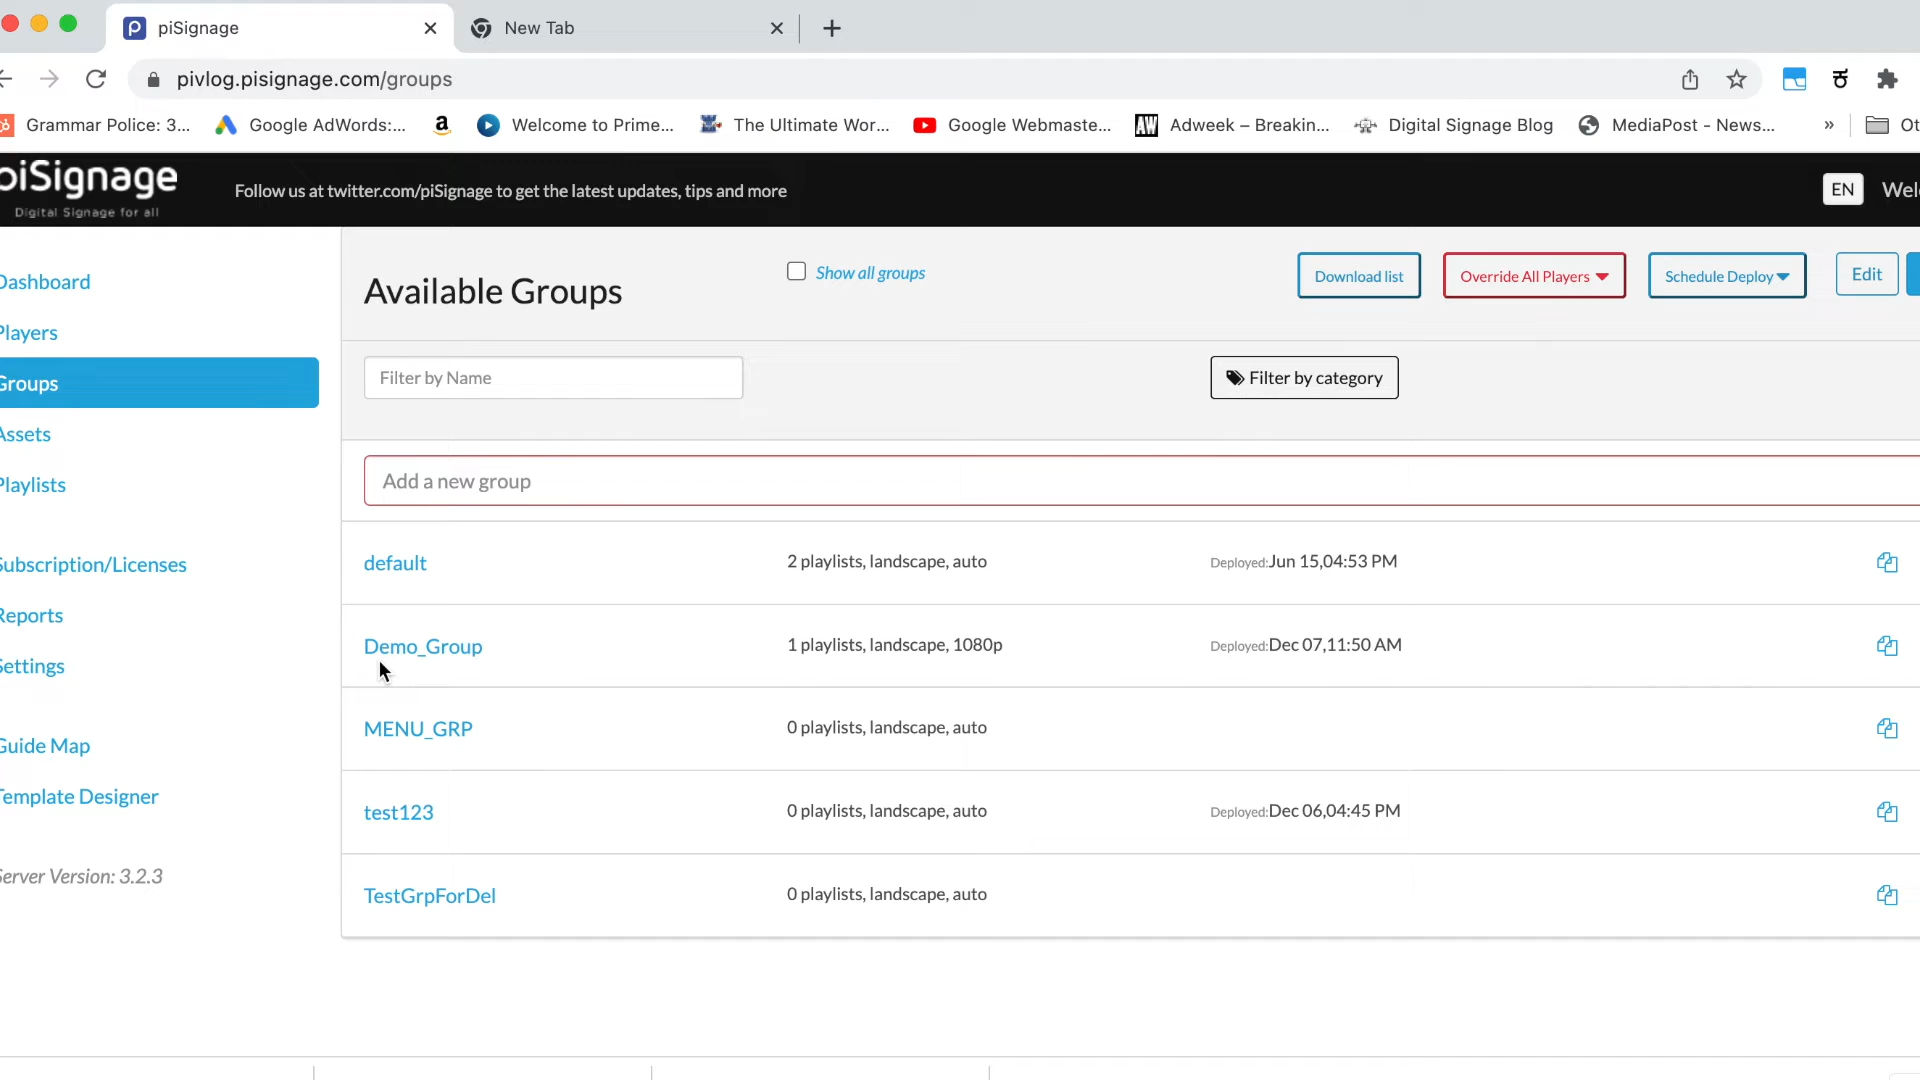 piSignage
New Tab
pivlog.pisignage.com/groups
Grammar Police: 3...
Google AdWords:...
Welcome to Prime...
The Ultimate Wor...
Google Webmaste...
Adweek – Breakin...
Digital Signage Blog
MediaPost - News...
»
Ot
piSignage
Digital Signage for all
Follow us at twitter.com/piSignage to get the latest updates, tips and more
EN
Wel
Dashboard
Players
Groups
Assets
Playlists
Subscription/Licenses
Reports
Settings
Guide Map
Template Designer
Server Version: 3.2.3
Available Groups
Show all groups
Download list
Override All Players
Schedule Deploy
Edit
Filter by Name
Filter by category
Add a new group
default 2 playlists, landscape, auto Deployed:Jun 15,04:53 PM
Demo_Group 1 playlists, landscape, 1080p Deployed:Dec 07,11:50 AM
MENU_GRP 0 playlists, landscape, auto
test123 0 playlists, landscape, auto Deployed:Dec 06,04:45 PM
TestGrpForDel 0 playlists, landscape, auto